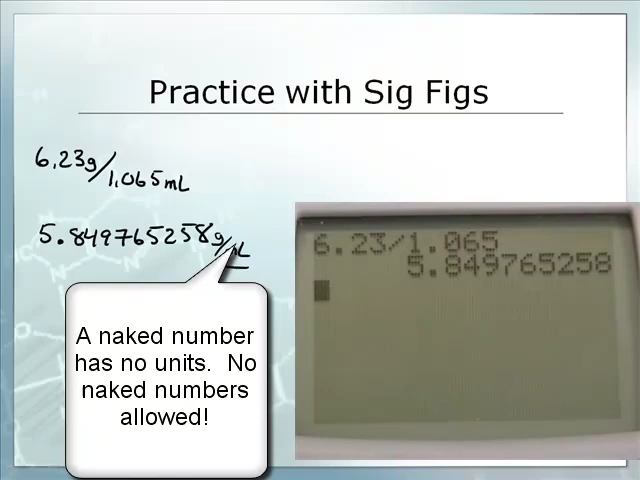 Practice with Sig Figs
6.23g/1.065mL
5.849765258g/mL
6.23/1.065
5.849765258
A naked number
has no units. No
naked numbers
allowed!